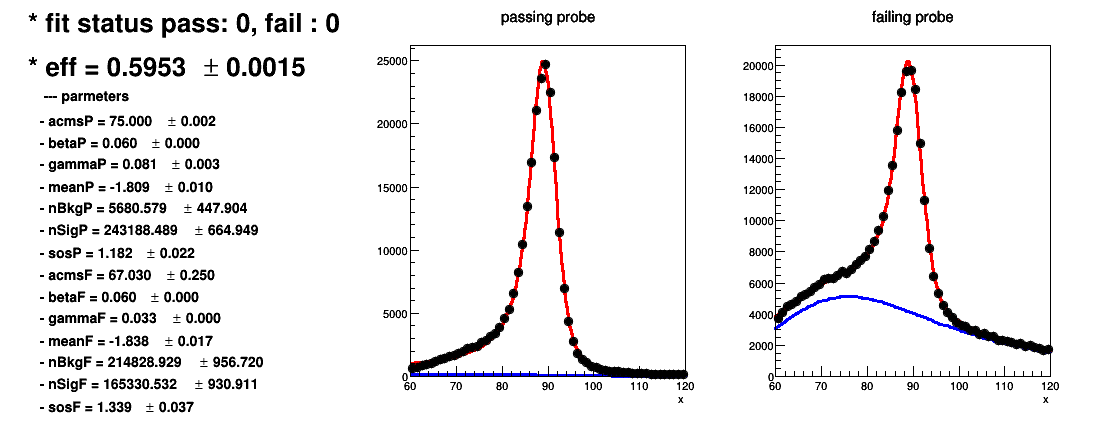 * fit status pass: 0, fail : 0
* eff = 0.5953 ± 0.0015
--- parmeters
- acmsP = 75.000 ± 0.002
- betaP = 0.060 ± 0.000
- gammaP = 0.081 ± 0.003
- meanP = -1.809 ± 0.010
- nBkgP = 5680.579 ± 447.904
- nSigP = 243188.489 ± 664.949
- sosP = 1.182 ± 0.022
- acmsF = 67.030 ± 0.250
- betaF = 0.060 ± 0.000
- gammaF = 0.033 ± 0.000
- meanF = -1.838 ± 0.017
- nBkgF = 214828.929 ± 956.720
- nSigF = 165330.532 ± 930.911
- sosF = 1.339 ± 0.037
passing probe
25000
20000
15000
10000
5000
0
60 70 80 90 100 110 120
x
failing probe
20000
18000
16000
14000
12000
10000
8000
6000
4000
2000
0
60 70 80 90 100 110 120
x